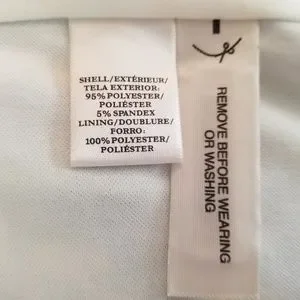 SHELL/EXTÉRIEUR/
TELA EXTERIOR:
95% POLYESTER/
POLIÉSTER
5% SPANDEX
LINING/DOUBLURE/
FORRO:
100% POLYESTER/
POLIÉSTER
REMOVE BEFORE WEARING
OR WASHING